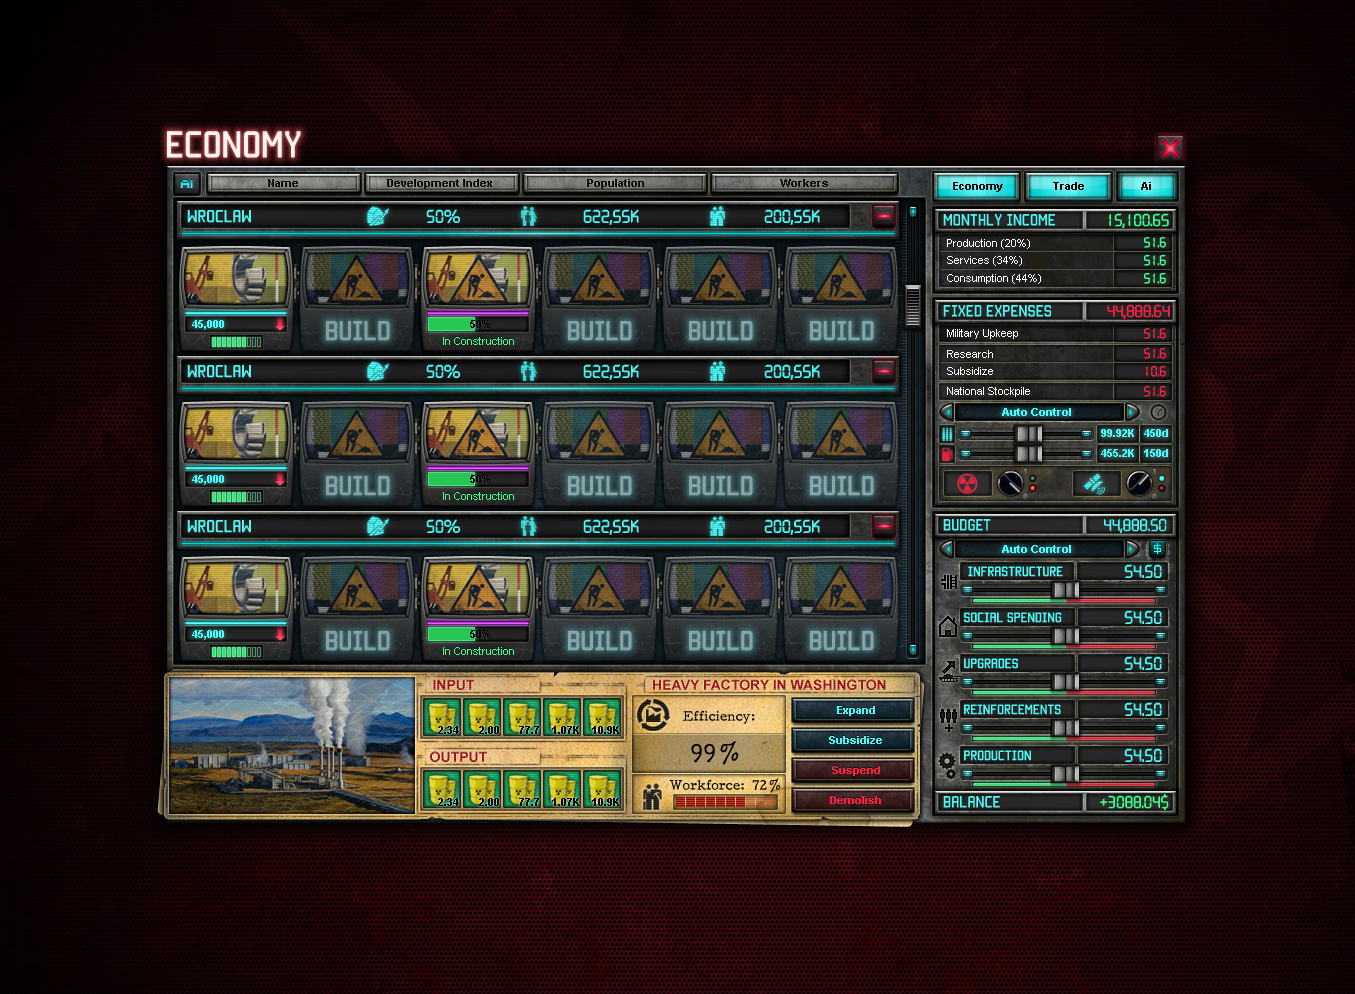 ECONOMY
Ai Name Development Index Population Workers
WROCLAW 50% 622,55K 200,55K
45,000
BUILD
50%
In Construction
BUILD
BUILD
BUILD
WROCLAW 50% 622,55K 200,55K
45,000
BUILD
50%
In Construction
BUILD
BUILD
BUILD
WROCLAW 50% 622,55K 200,55K
45,000
BUILD
50%
In Construction
BUILD
BUILD
BUILD
INPUT
2.34 2.00 77.7 1.07K 10.9K
OUTPUT
2.34 2.00 77.7 1.07K 10.9K
HEAVY FACTORY IN WASHINGTON
Efficiency:
99%
Workforce: 72%
Expand
Subsidize
Suspend
Demolish
Economy Trade Ai
MONTHLY INCOME 15,100.65
Production (20%) 51.6
Services (34%) 51.6
Consumption (44%) 51.6
FIXED EXPENSES 44,888.64
Military Upkeep 51.6
Research 51.6
Subsidize 10.6
National Stockpile 51.6
Auto Control
99.92K 450d
455.2K 150d
BUDGET 44,888.50
Auto Control $
INFRASTRUCTURE 54.50
SOCIAL SPENDING 54.50
UPGRADES 54.50
REINFORCEMENTS 54.50
PRODUCTION 54.50
BALANCE +3088.04$